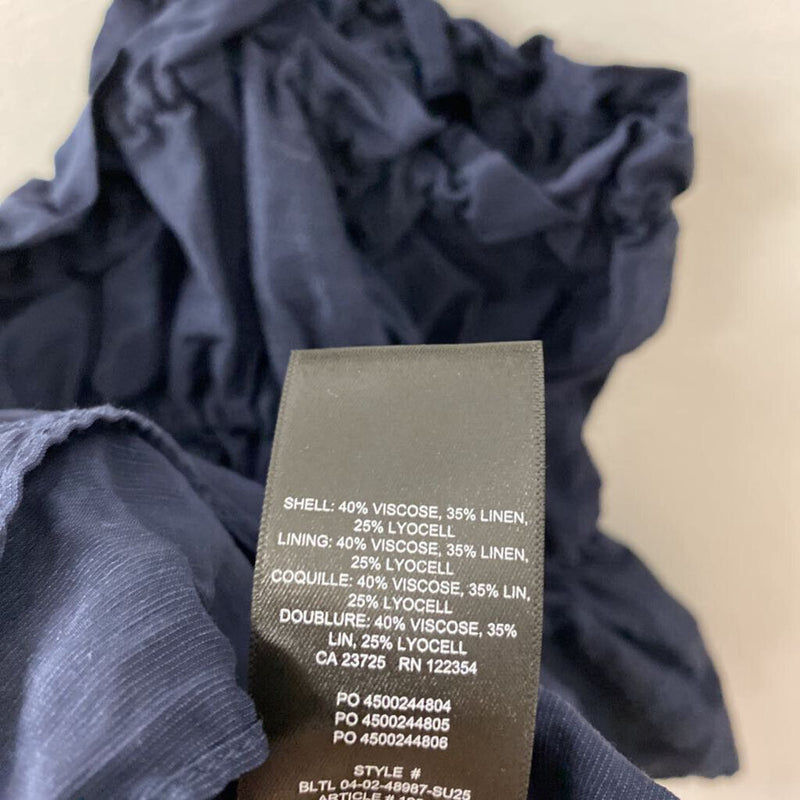 SHELL: 40% VISCOSE, 35% LINEN,
25% LYOCELL
LINING: 40% VISCOSE, 35% LINEN,
25% LYOCELL
COQUILLE: 40% VISCOSE, 35% LIN,
25% LYOCELL
DOUBLURE: 40% VISCOSE, 35%
LIN, 25% LYOCELL
CA 23725 RN 122354
PO 4500244804
PO 4500244805
PO 4500244806
STYLE #
BLTL 04-02-48987-SU25
ARTICLE #